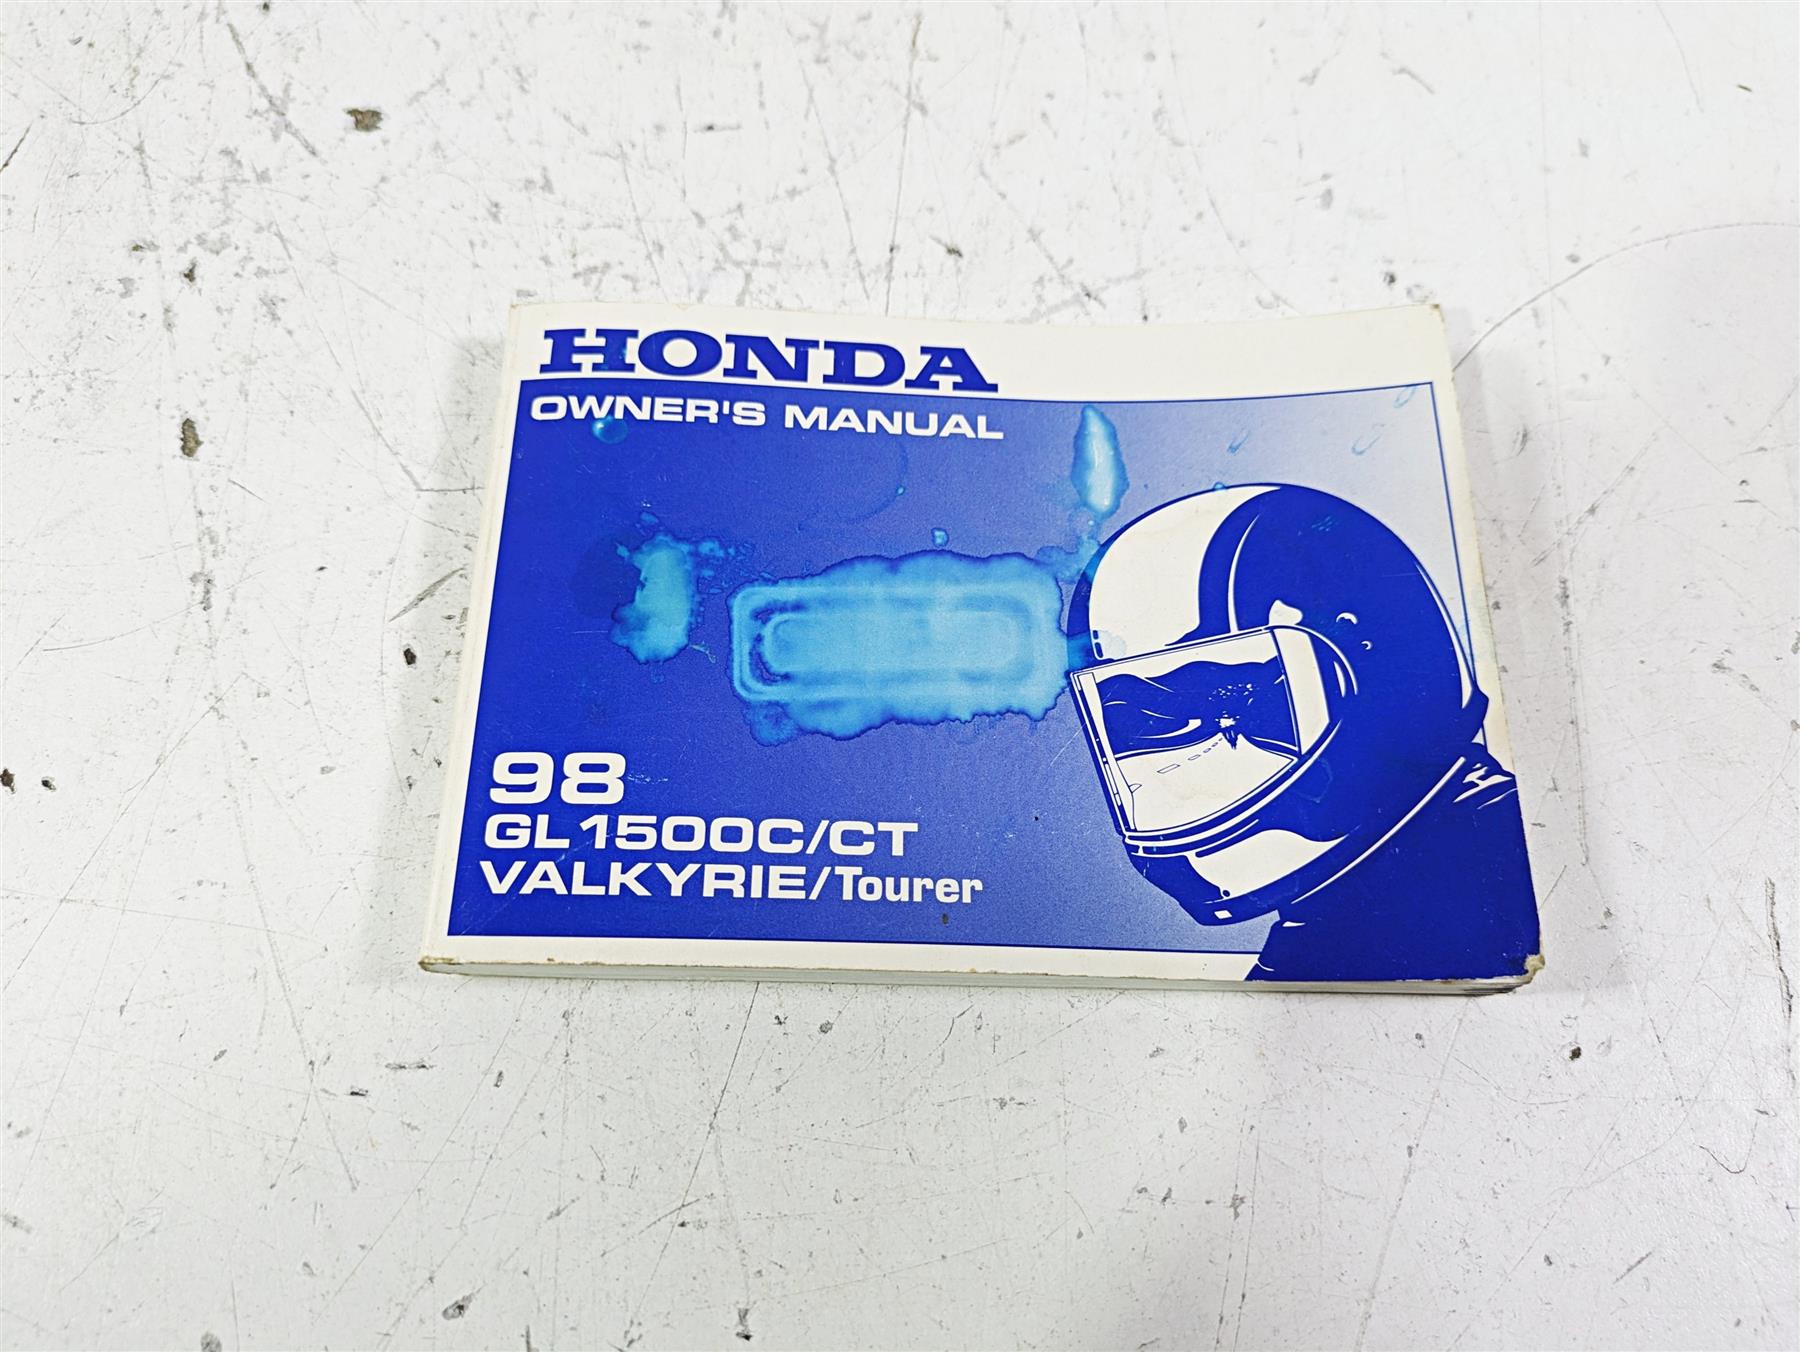 HONDA
OWNER'S MANUAL
98
GL1500C/CT
VALKYRIE/Tourer